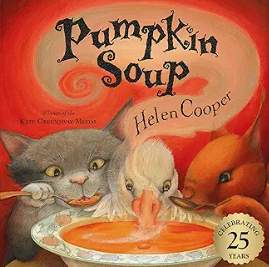 Pumpkin
Soup
Winner of the
KATE GREENAWAY MEDAL
Helen Cooper
CELEBRATING
25
YEARS